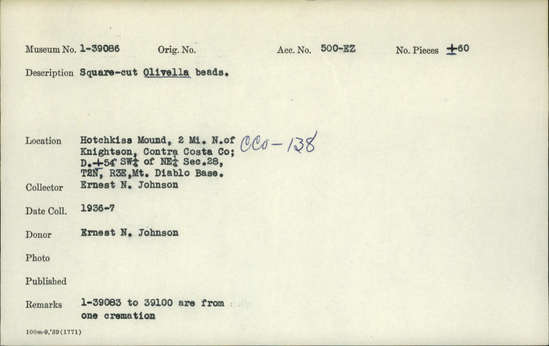 Museum No. 1-39086 Orig. No. Acc. No. 500-EZ No. Pieces ±60
Description Square-cut Olivella beads.
Location Hotchkiss Mound, 2 Mi. N.of CCo-138
Knightson, Contra Costa Co;
D.±54" SW¼ of NE¼ Sec.28,
T2N, R3E,Mt. Diablo Base.
Collector Ernest N. Johnson
Date Coll. 1936-7
Donor Ernest N. Johnson
Photo
Published
Remarks 1-39083 to 39100 are from
one cremation
100m-9,'39(1771)